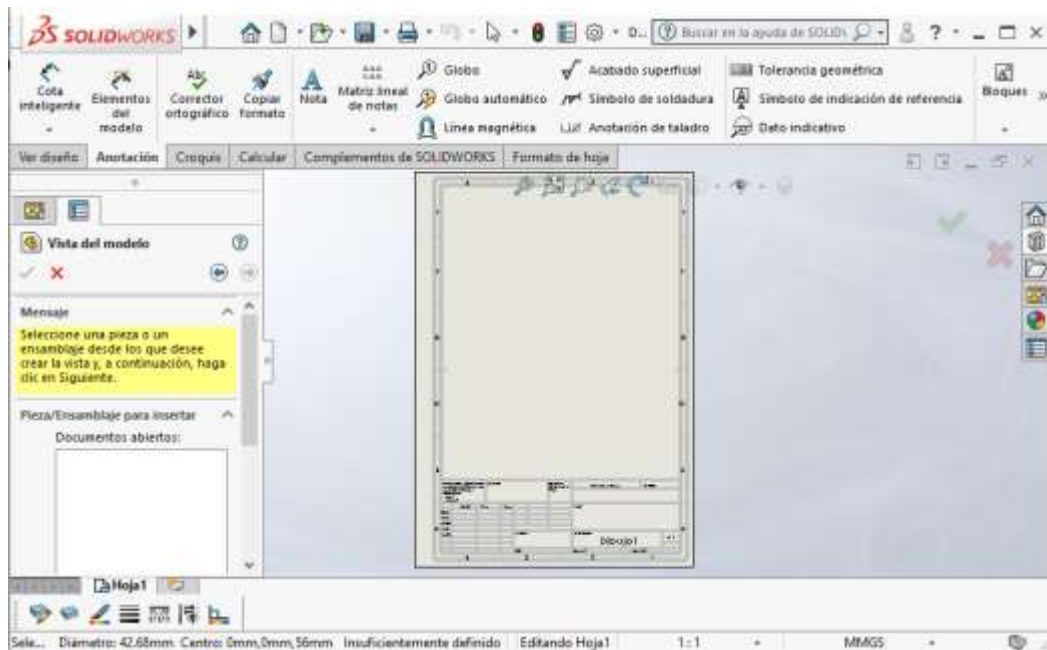 SOLIDWORKS
D...
Buscar en la ayuda de SOLIDV
Cota inteligente
Elementos del modelo
Corrector ortográfico
Copiar formato
Nota
Matriz lineal de notas
Globo
Globo automático
Línea magnética
Acabado superficial
Símbolo de soldadura
Anotación de taladro
Tolerancia geométrica
Símbolo de indicación de referencia
Dato indicativo
Bloques
Ver diseño Anotación Croquis Calcular Complementos de SOLIDWORKS Formato de hoja
Vista del modelo
Mensaje
Seleccione una pieza o un
ensamblaje desde los que desee
crear la vista y, a continuación, haga
clic en Siguiente.
Pieza/Ensamblaje para insertar
Documentos abiertos:
Dibujo1
Hoja1
Sele... Diámetro: 42.68mm Centro: 0mm,0mm,56mm Insuficientemente definido Editando Hoja1 1:1 MMGS